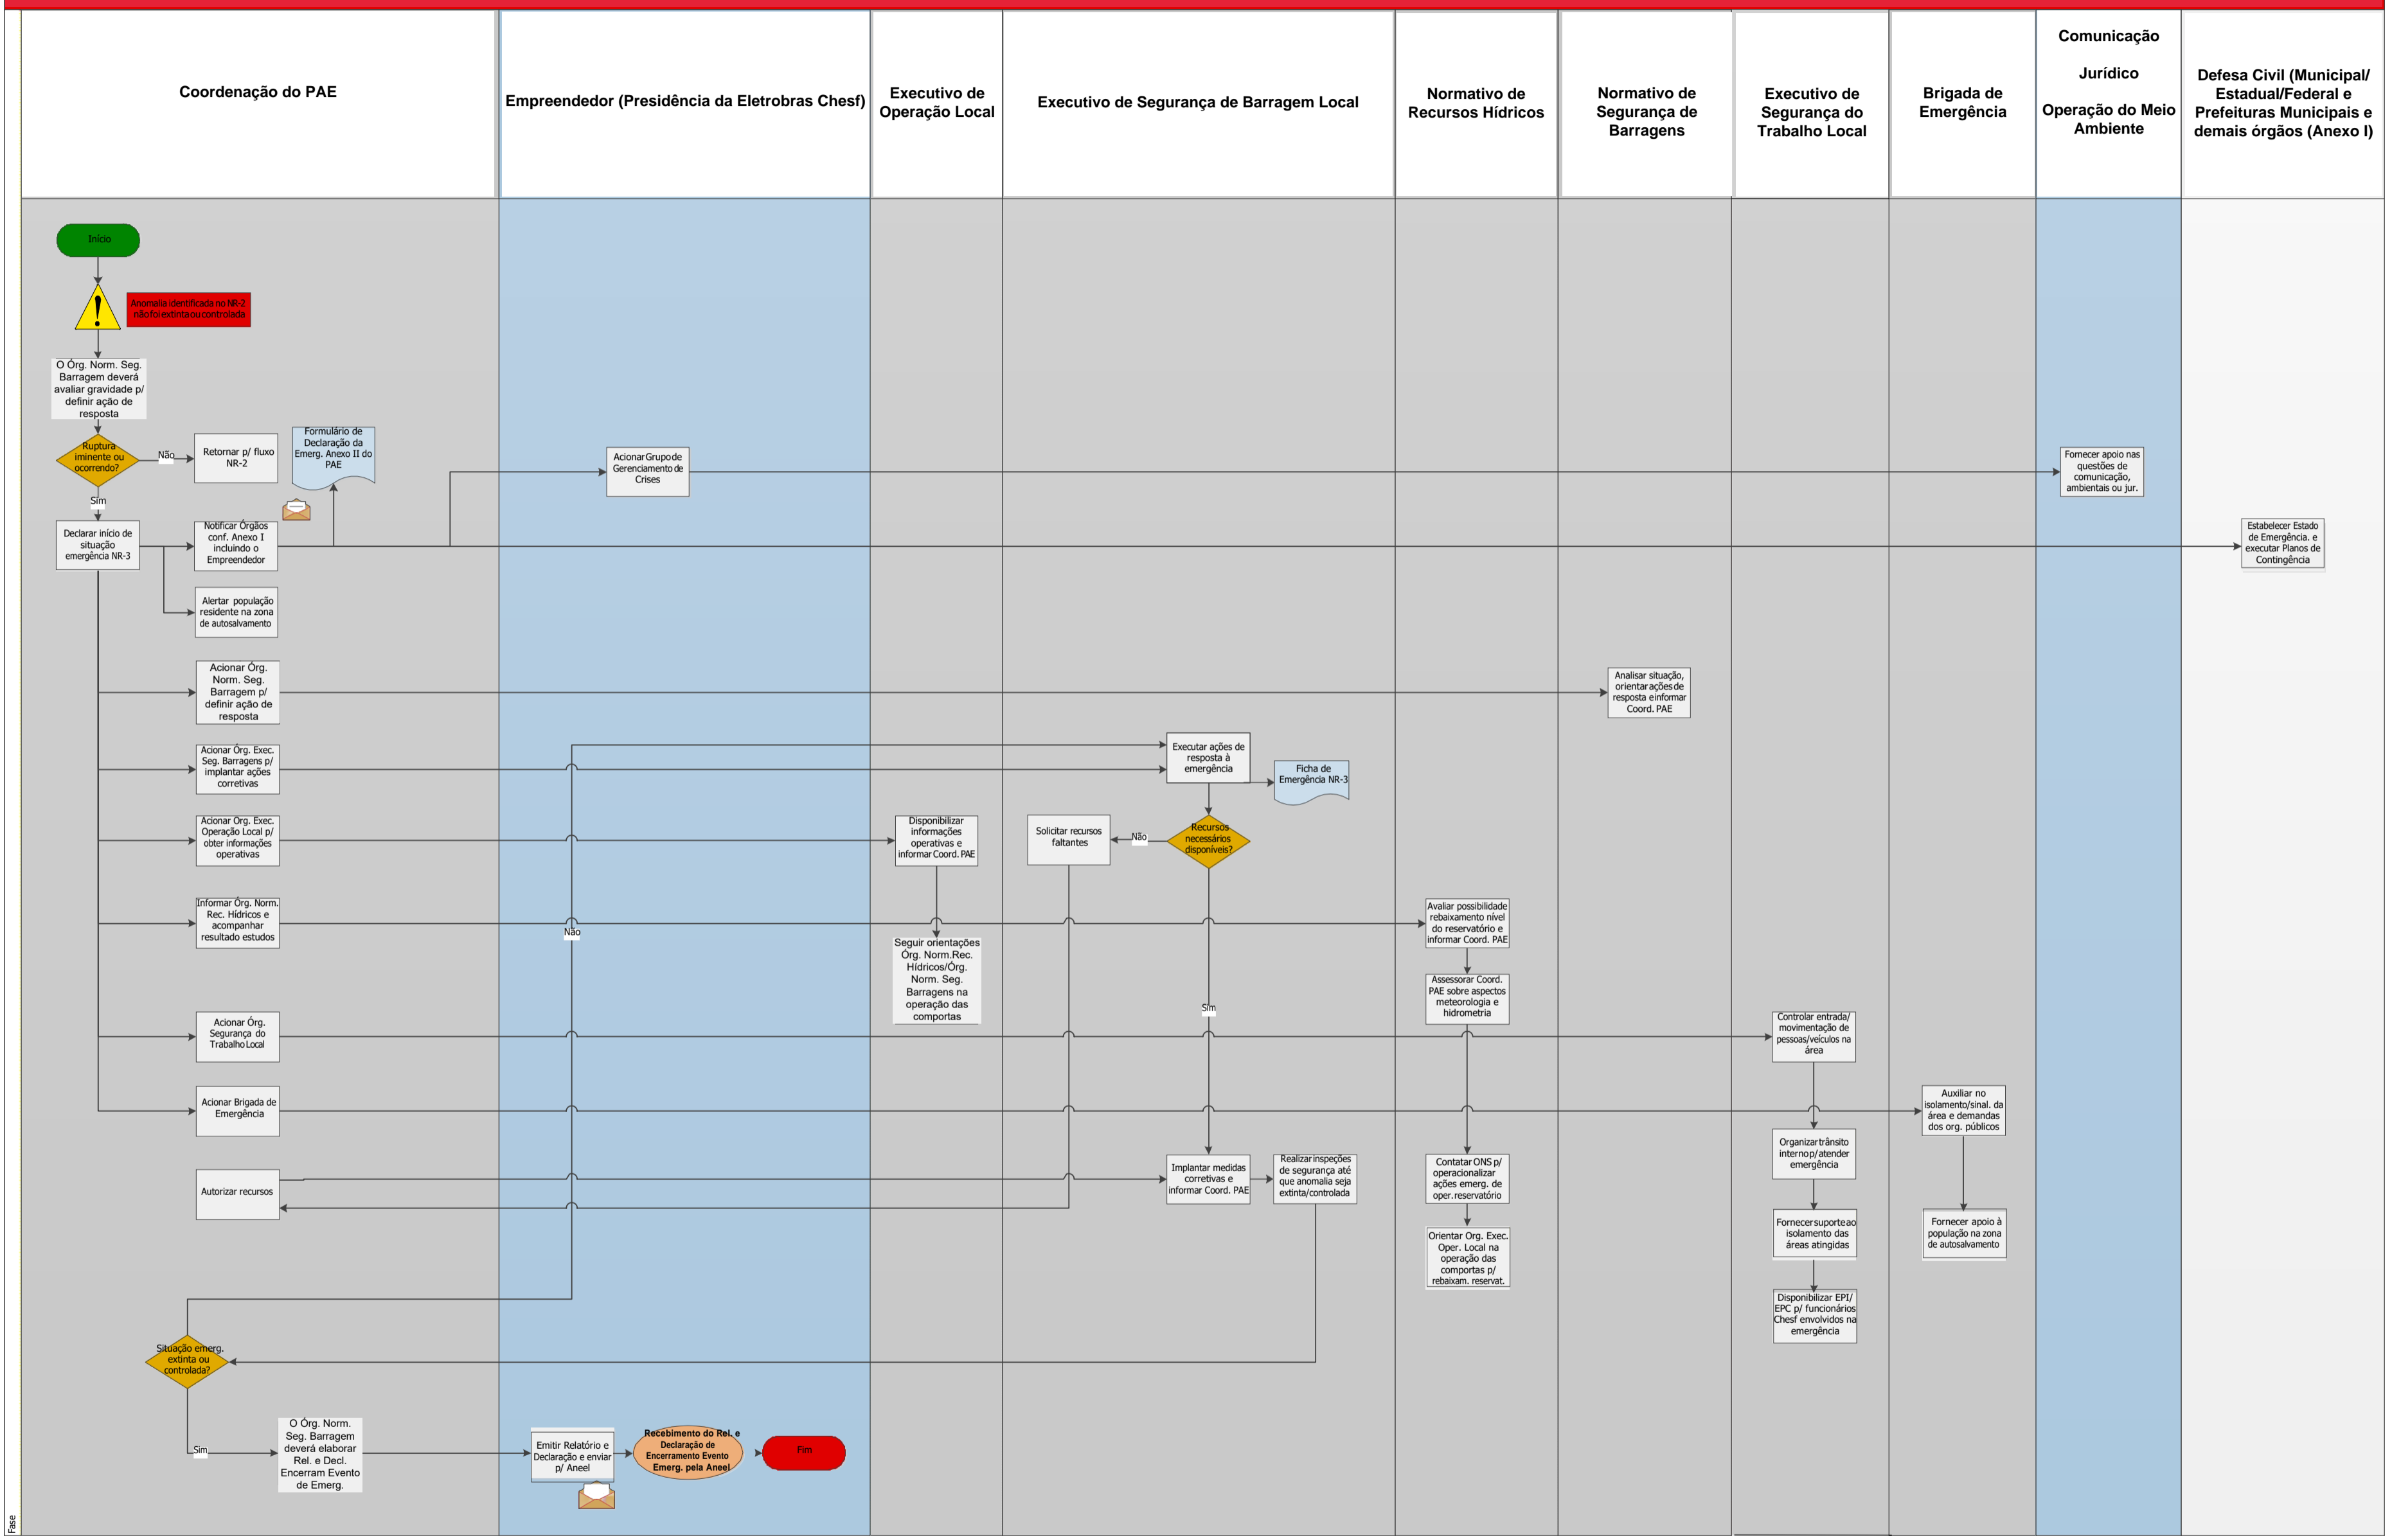 Coordenação do PAE
Empreendedor (Presidência da Eletrobras Chesf)
Executivo de
Operação Local
Executivo de Segurança de Barragem Local
Normativo de
Recursos Hídricos
Normativo de
Segurança de
Barragens
Executivo de
Segurança do
Trabalho Local
Brigada de
Emergência
Comunicação
Jurídico
Operação do Meio
Ambiente
Defesa Civil (Municipal/
Estadual/Federal e
Prefeituras Municipais e
demais órgãos (Anexo I)
Início
Anomalia identificada no NR-2
não foi extinta ou controlada
O Órg. Norm. Seg.
Barragem deverá
avaliar gravidade p/
definir ação de
resposta
Ruptura
iminente ou
ocorrendo?
Não
Retornar p/ fluxo
NR-2
Formulário de
Declaração da
Emerg. Anexo II do
PAE
Acionar Grupo de
Gerenciamento de
Crises
Fornecer apoio nas
questões de
comunicação,
ambientais ou jur.
Sim
Declarar início de
situação
emergência NR-3
Notificar Órgãos
conf. Anexo I
incluindo o
Empreendedor
Estabelecer Estado
de Emergência. e
executar Planos de
Contingência
Alertar população
residente na zona
de autosalvamento
Acionar Órg.
Norm. Seg.
Barragem p/
definir ação de
resposta
Analisar situação,
orientar ações de
resposta e informar
Coord. PAE
Acionar Órg. Exec.
Seg. Barragens p/
implantar ações
corretivas
Executar ações de
resposta à
emergência
Ficha de
Emergência NR-3
Acionar Org. Exec.
Operação Local p/
obter informações
operativas
Disponibilizar
informações
operativas e
informar Coord. PAE
Solicitar recursos
faltantes
Não
Recursos
necessários
disponíveis?
Informar Órg. Norm.
Rec. Hídricos e
acompanhar
resultado estudos
Não
Seguir orientações
Órg. Norm.Rec.
Hídricos/Órg.
Norm. Seg.
Barragens na
operação das
comportas
Avaliar possibilidade
rebaixamento nível
do reservatório e
informar Coord. PAE
Assessorar Coord.
PAE sobre aspectos
meteorologia e
hidrometria
Sim
Acionar Órg.
Segurança do
Trabalho Local
Controlar entrada/
movimentação de
pessoas/veículos na
área
Acionar Brigada de
Emergência
Auxiliar no
isolamento/sinal. da
área e demandas
dos org. públicos
Organizar trânsito
interno p/ atender
emergência
Autorizar recursos
Implantar medidas
corretivas e
informar Coord. PAE
Realizar inspeções
de segurança até
que anomalia seja
extinta/controlada
Contatar ONS p/
operacionalizar
ações emerg. de
oper.reservatório
Fornecer suporte ao
isolamento das
áreas atingidas
Fornecer apoio à
população na zona
de autosalvamento
Orientar Org. Exec.
Oper. Local na
operação das
comportas p/
rebaixam. reservat.
Disponibilizar EPI/
EPC p/ funcionários
Chesf envolvidos na
emergência
Situação emerg.
extinta ou
controlada?
Sim
O Órg. Norm.
Seg. Barragem
deverá elaborar
Rel. e Decl.
Encerram Evento
de Emerg.
Emitir Relatório e
Declaração e enviar
p/ Aneel
Recebimento do Rel. e
Declaração de
Encerramento Evento
Emerg. pela Aneel
Fim
Fase